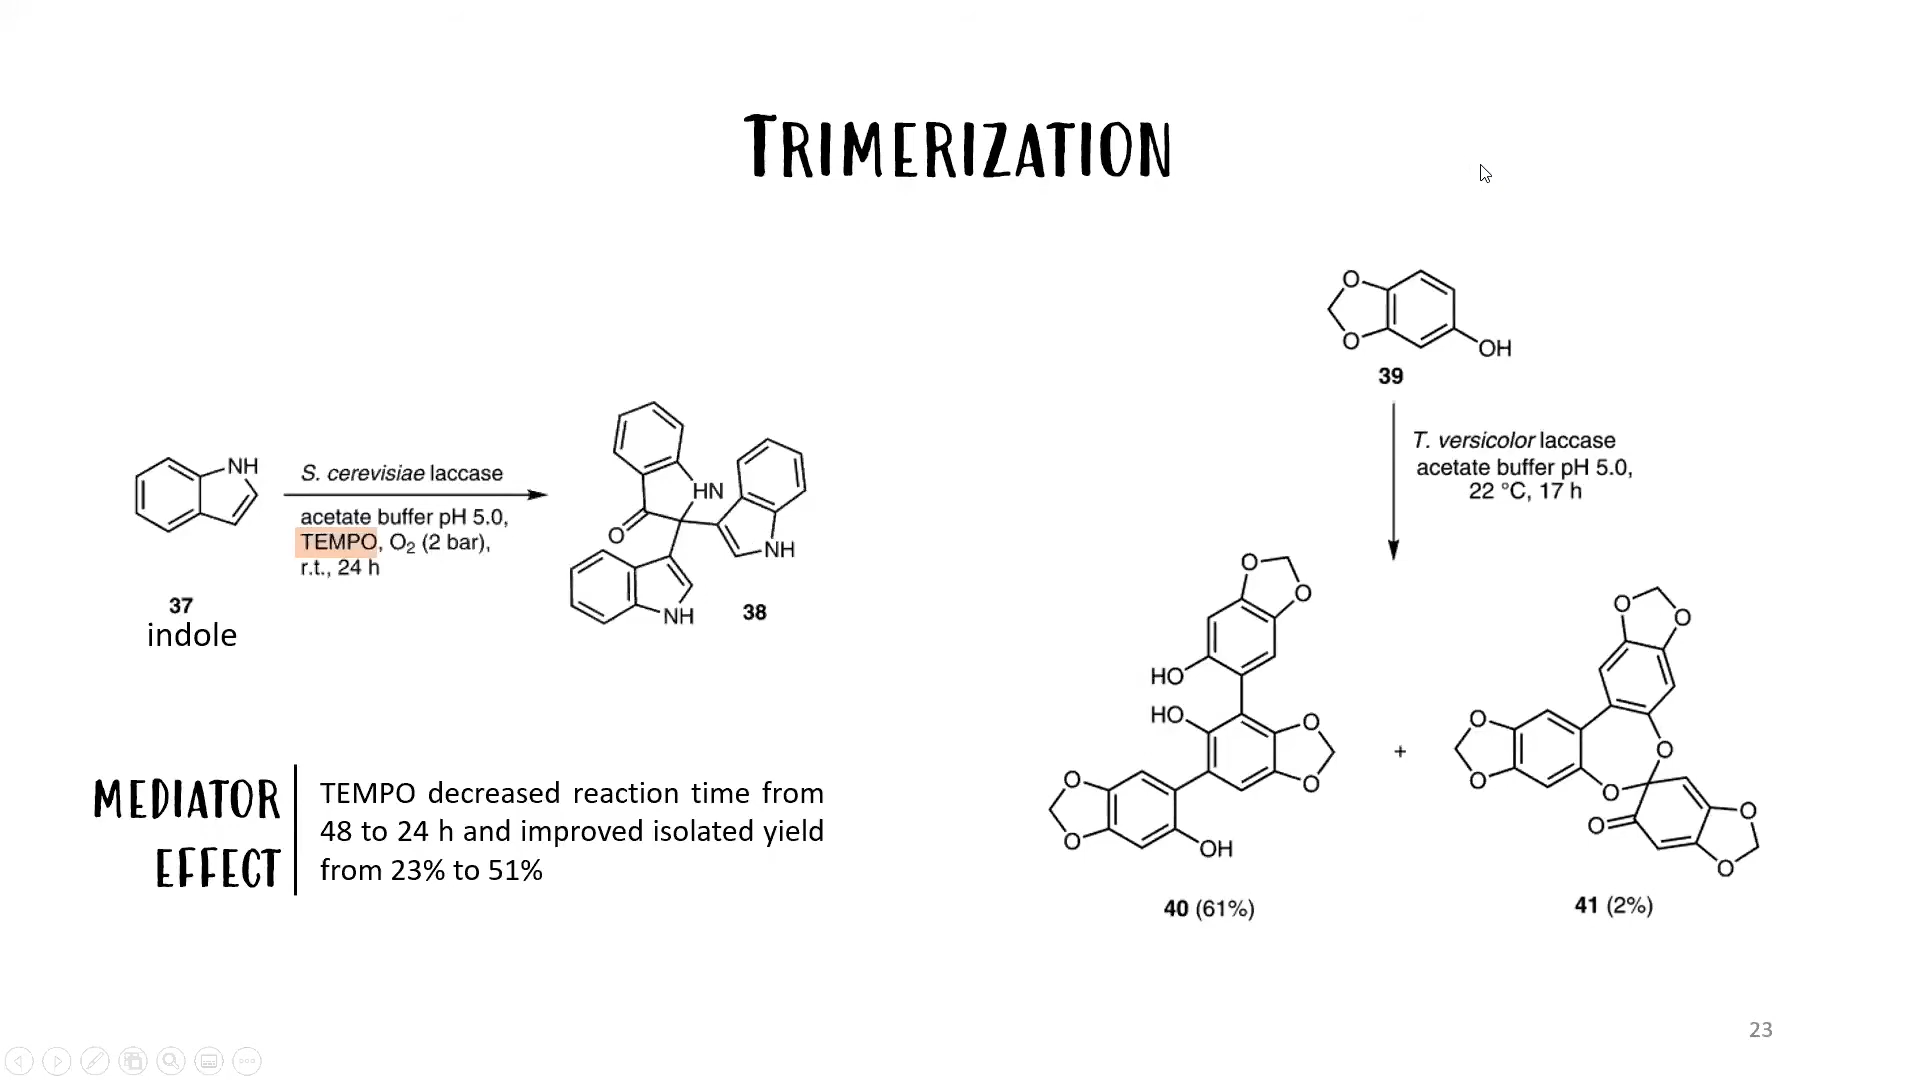 TRIMERIZATION
NH
S. cerevisiae laccase
acetate buffer pH 5.0,
TEMPO, O₂ (2 bar),
r.t., 24 h
37
indole
HN
O
NH
NH
38
MEDIATOR
EFFECT
TEMPO decreased reaction time from
48 to 24 h and improved isolated yield
from 23% to 51%
O
O
OH
39
T. versicolor laccase
acetate buffer pH 5.0,
22 °C, 17 h
O
O
HO
HO
O
O
O
O
OH
40 (61%)
+
O
O
O
O
O
O
O
O
O
41 (2%)
23